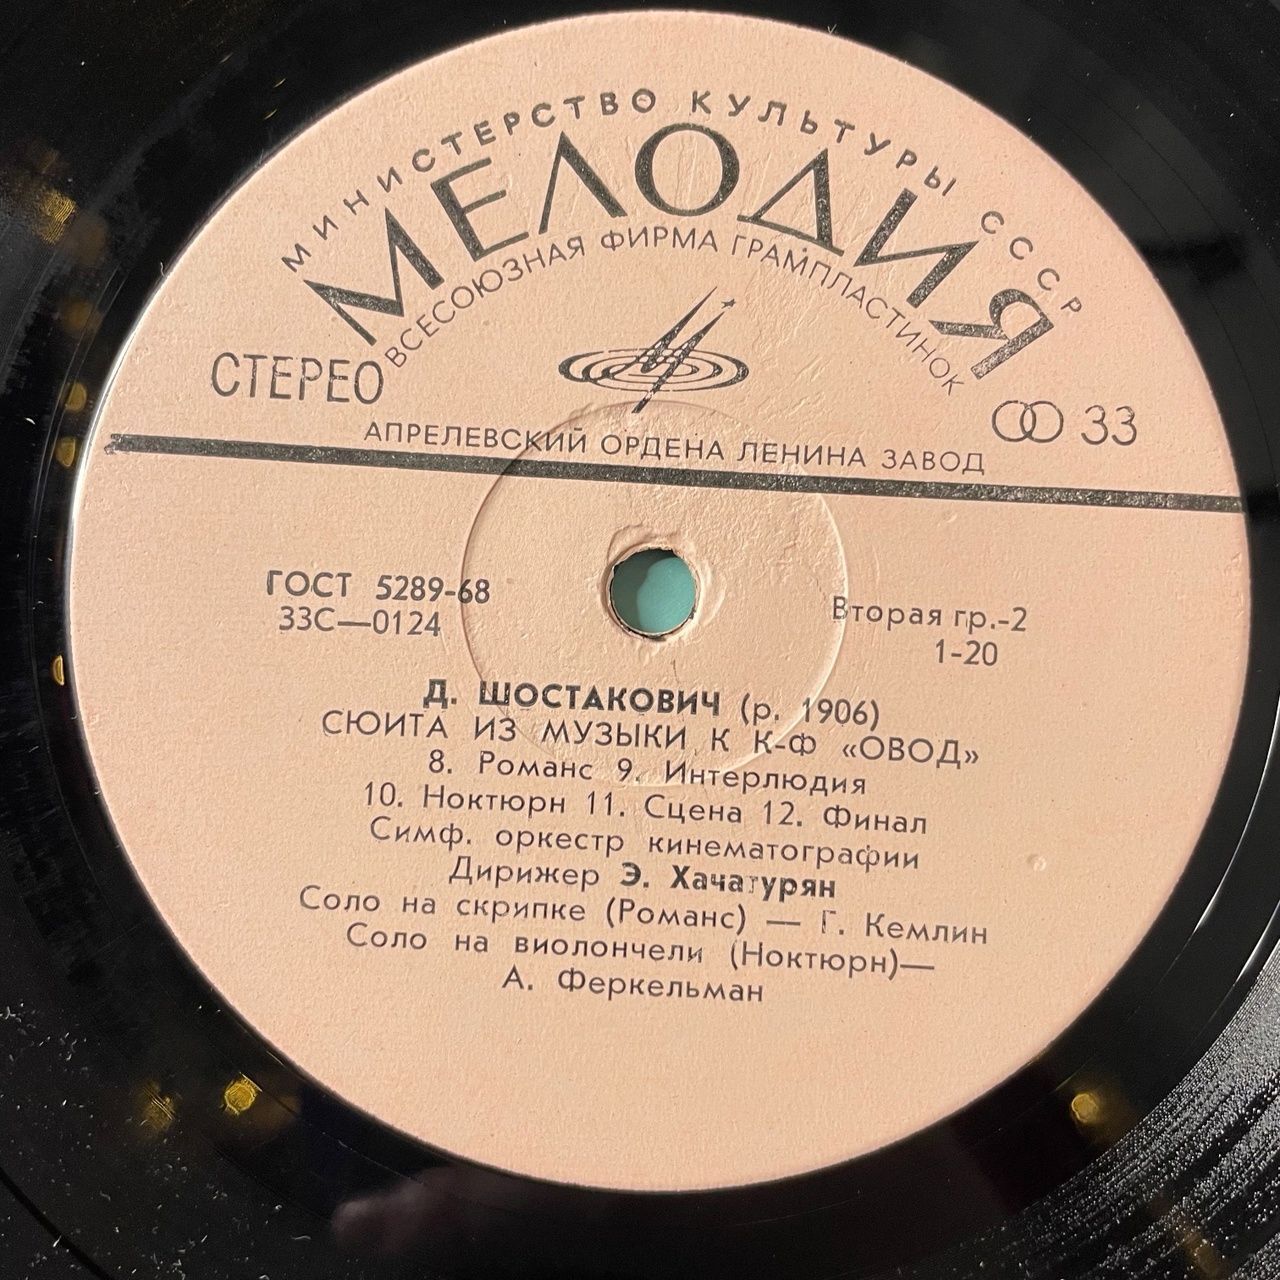 МИНИСТЕРСТВО КУЛЬТУРЫ СССР
МЕЛОДИЯ
ВСЕСОЮЗНАЯ ФИРМА ГРАМПЛАСТИНОК
СТЕРЕО
33
АПРЕЛЕВСКИЙ ОРДЕНА ЛЕНИНА ЗАВОД
ГОСТ 5289-68
33С—0124
Вторая гр.-2
1-20
Д. ШОСТАКОВИЧ (р. 1906)
СЮИТА ИЗ МУЗЫКИ К К-Ф «ОВОД»
8. Романс 9. Интерлюдия
10. Ноктюрн 11. Сцена 12. Финал
Симф. оркестр кинематографии
Дирижер Э. Хачатурян
Соло на скрипке (Романс) — Г. Кемлин
Соло на виолончели (Ноктюрн)—
А. Феркельман